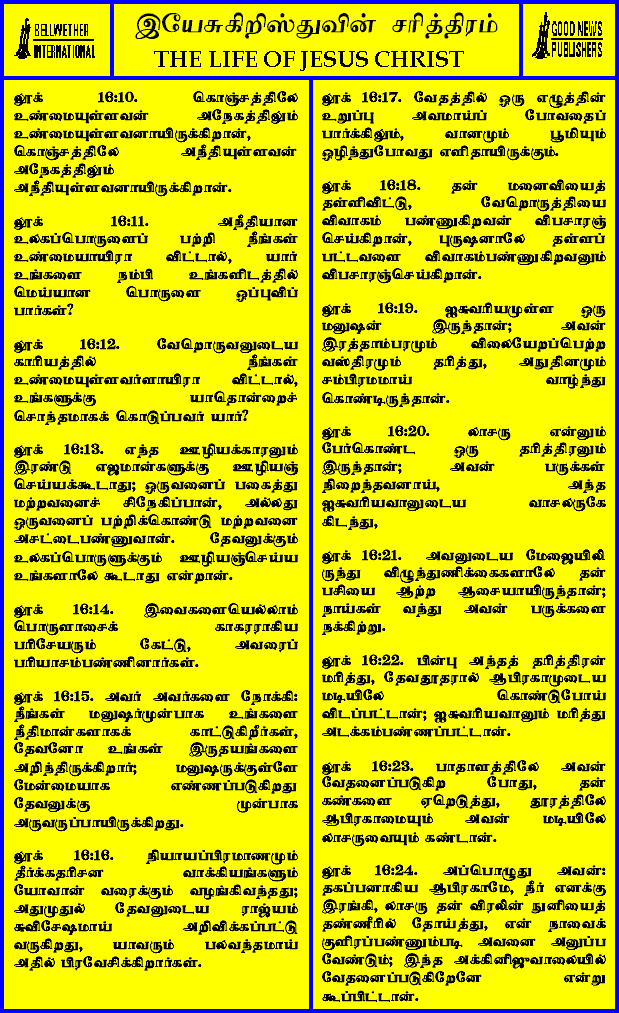 BELLWETHER
INTERNATIONAL
இயேசுகிறிஸ்துவின் சரித்திரம்
THE LIFE OF JESUS CHRIST
GOOD NEWS
PUBLISHERS
லூக் 16:10. கொஞ்சத்திலே
உண்மையுள்ளவன் அநேகத்திலும்
உண்மையுள்ளவனாயிருக்கிறான்,
கொஞ்சத்திலே அநீதியுள்ளவன்
அநேகத்திலும்
அநீதியுள்ளவனாயிருக்கிறான்.
லூக் 16:11. அநீதியான
உலகப்பொருளைப் பற்றி நீங்கள்
உண்மையாயிரா விட்டால், யார்
உங்களை நம்பி உங்களிடத்தில்
மெய்யான பொருளை ஒப்புவிப்
பார்கள்?
லூக் 16:12. வேறொருவனுடைய
காரியத்தில் நீங்கள்
உண்மையுள்ளவர்ளாயிரா விட்டால்,
உங்களுக்கு யாதொன்றைச்
சொந்தமாகக் கொடுப்பவர் யார்?
லூக் 16:13. எந்த ஊழியக்காரனும்
இரண்டு எஜமான்களுக்கு ஊழியஞ்
செய்யக்கூடாது; ஒருவனைப் பகைத்து
மற்றவனைச் சிநேகிப்பான், அல்லது
ஒருவனைப் பற்றிக்கொண்டு மற்றவனை
அசட்டைபண்ணுவான். தேவனுக்கும்
உலகப்பொருளுக்கும் ஊழியஞ்செய்ய
உங்களாலே கூடாது என்றான்.
லூக் 16:14. இவைகளையெல்லாம்
பொருளாசைக் காகரராகிய
பரிசேயரும் கேட்டு, அவரைப்
பரியாசம்பண்ணினார்கள்.
லூக் 16:15. அவர் அவர்களை நோக்கி:
நீங்கள் மனுஷர்முன்பாக உங்களை
நீதிமான்களாகக் காட்டுகிறீர்கள்,
தேவனோ உங்கள் இருதயங்களை
அறிந்திருக்கிறார்; மனுஷருக்குள்ளே
மேன்மையாக எண்ணப்படுகிறது
தேவனுக்கு முன்பாக
அருவருப்பாயிருக்கிறது.
லூக் 16:16. நியாயப்பிரமாணமும்
தீர்க்கதரிசன வாக்கியங்களும்
யோவான் வரைக்கும் வழங்கிவந்தது;
அதுமுதுல் தேவனுடைய ராஜ்யம்
சுவிசேஷமாய் அறிவிக்கப்பட்டு
வருகிறது, யாவரும் பலவந்தமாய்
அதில் பிரவேசிக்கிறார்கள்.
லூக் 16:17. வேதத்தில் ஒரு எழுத்தின்
உறுப்பு அவமாய்ப் போவதைப்
பார்க்கிலும், வானமும் பூமியும்
ஒழிந்துபோவது எளிதாயிருக்கும்.
லூக் 16:18. தன் மனைவியைத்
தள்ளிவிட்டு, வேறொருத்தியை
விவாகம் பண்ணுகிறவன் விபசாரஞ்
செய்கிறான், புருஷனாலே தள்ளப்
பட்டவளை விவாகம்பண்ணுகிறவனும்
விபசாரஞ்செய்கிறான்.
லூக் 16:19. ஐசுவரியமுள்ள ஒரு
மனுஷன் இருந்தான்; அவன்
இரத்தாம்பரமும் விலையேறப்பெற்ற
வஸ்திரமும் தரித்து, அநுதினமும்
சம்பிரமமாய் வாழ்ந்து
கொண்டிருந்தான்.
லூக் 16:20. லாசரு என்னும்
பேர்கொண்ட ஒரு தரித்திரனும்
இருந்தான்; அவன் பருக்கள்
நிறைந்தவனாய், அந்த
ஐசுவரியவானுடைய வாசலருகே
கிடந்து,
லூக் 16:21. அவனுடைய மேஜையிலி
ருந்து விழுந்துணிக்கைகளாலே தன்
பசியை ஆற்ற ஆசையாயிருந்தான்;
நாய்கள் வந்து அவன் பருக்களை
நக்கிற்று.
லூக் 16:22. பின்பு அந்தத் தரித்திரன்
மரித்து, தேவதூதரால் ஆபிரகாமுடைய
மடியிலே கொண்டுபோய்
விடப்பட்டான்; ஐசுவரியவானும் மரித்து
அடக்கம்பண்ணப்பட்டான்.
லூக் 16:23. பாதாளத்திலே அவன்
வேதனைப்படுகிற போது, தன்
கண்களை ஏறெடுத்து, தூரத்திலே
ஆபிரகாமையும் அவன் மடியிலே
லாசருவையும் கண்டான்.
லூக் 16:24. அப்பொழுது அவன்:
தகப்பனாகிய ஆபிரகாமே, நீர் எனக்கு
இரங்கி, லாசரு தன் விரலின் நுனியைத்
தண்ணீரில் தோய்த்து, என் நாவைக்
குளிரப்பண்ணும்படி அவனை அனுப்ப
வேண்டும்; இந்த அக்கினிஜுவாலையில்
வேதனைப்படுகிறேனே என்று
கூப்பிட்டான்.